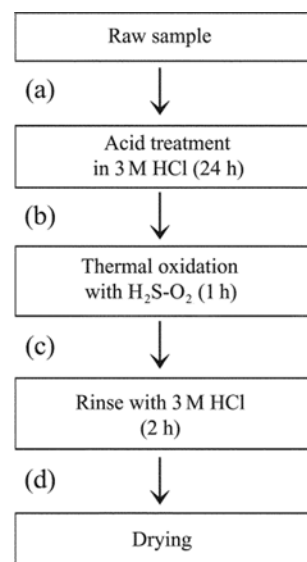 Raw sample
(a)
Acid treatment
in 3 M HCl (24 h)
(b)
Thermal oxidation
with H₂S-O₂ (1 h)
(c)
Rinse with 3 M HCl
(2 h)
(d)
Drying